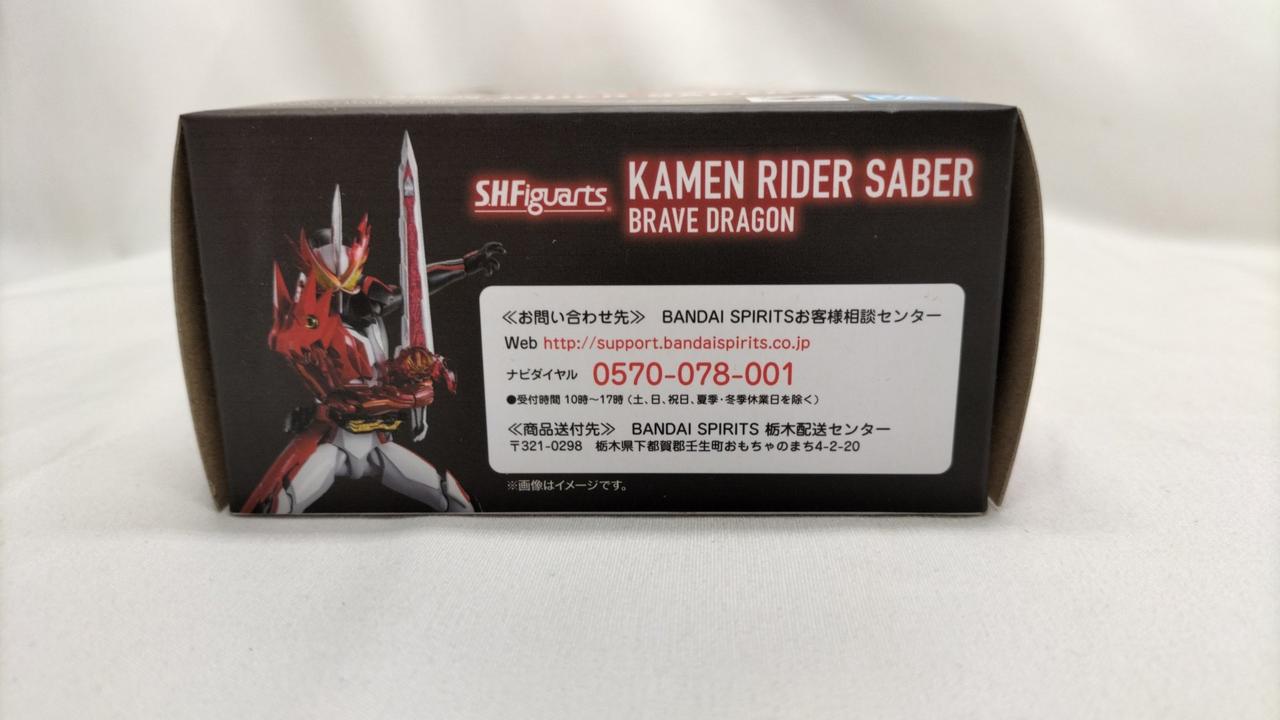 S.H.Figuarts
KAMEN RIDER SABER
BRAVE DRAGON
≪お問い合わせ先≫ BANDAI SPIRITSお客様相談センター
Web http://support.bandaispirits.co.jp
ナビダイヤル 0570-078-001
●受付時間 10時～17時（土、日、祝日、夏季・冬季休業日を除く）
≪商品送付先≫ BANDAI SPIRITS 栃木配送センター
〒321-0298 栃木県下都賀郡壬生町おもちゃのまち4-2-20
※画像はイメージです。